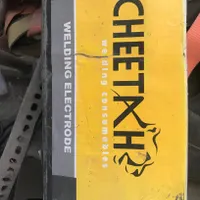 CHEETAH
welding consumables
WELDING ELECTRODE